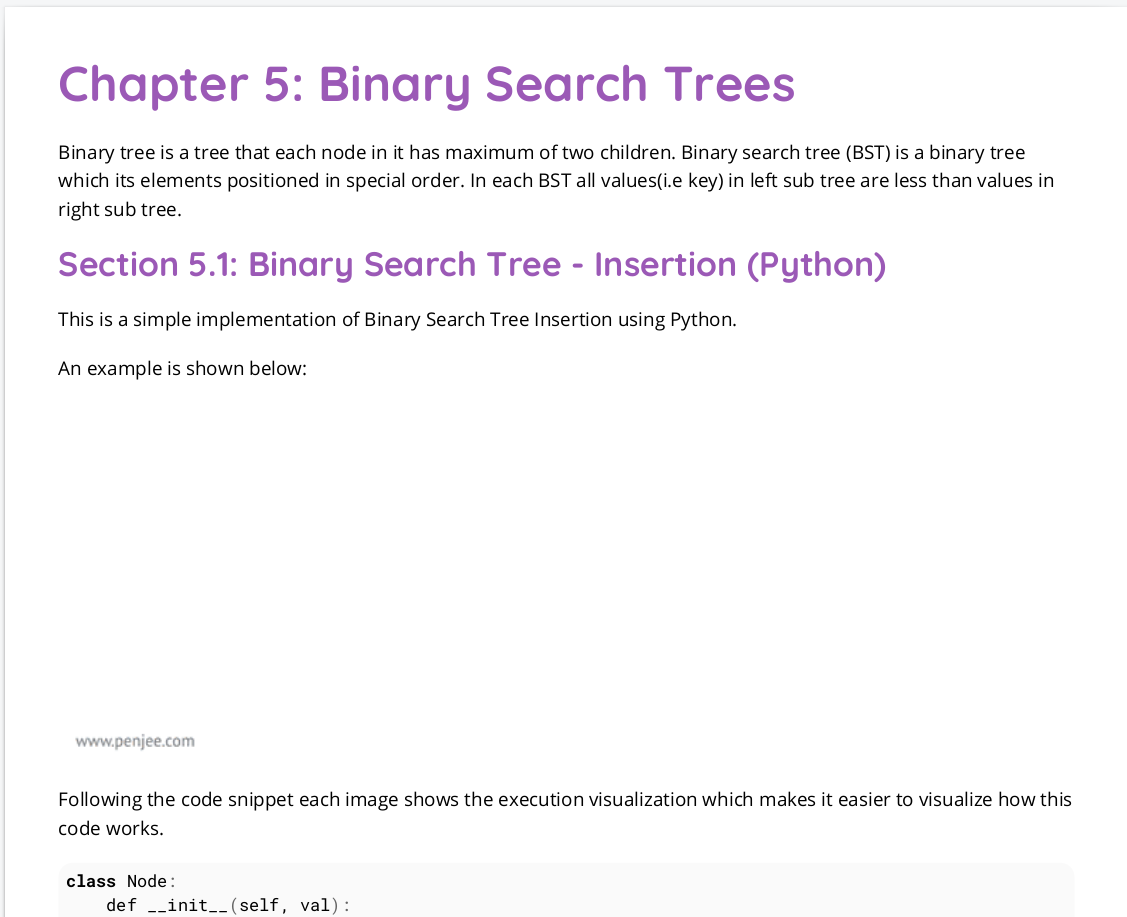 Chapter 5: Binary Search Trees
Binary tree is a tree that each node in it has maximum of two children. Binary search tree (BST) is a binary tree
which its elements positioned in special order. In each BST all values(i.e key) in left sub tree are less than values in
right sub tree.
Section 5.1: Binary Search Tree - Insertion (Python)
This is a simple implementation of Binary Search Tree Insertion using Python.
An example is shown below:
www.penjee.com
Following the code snippet each image shows the execution visualization which makes it easier to visualize how this
code works.
class Node:
    def __init__(self, val):